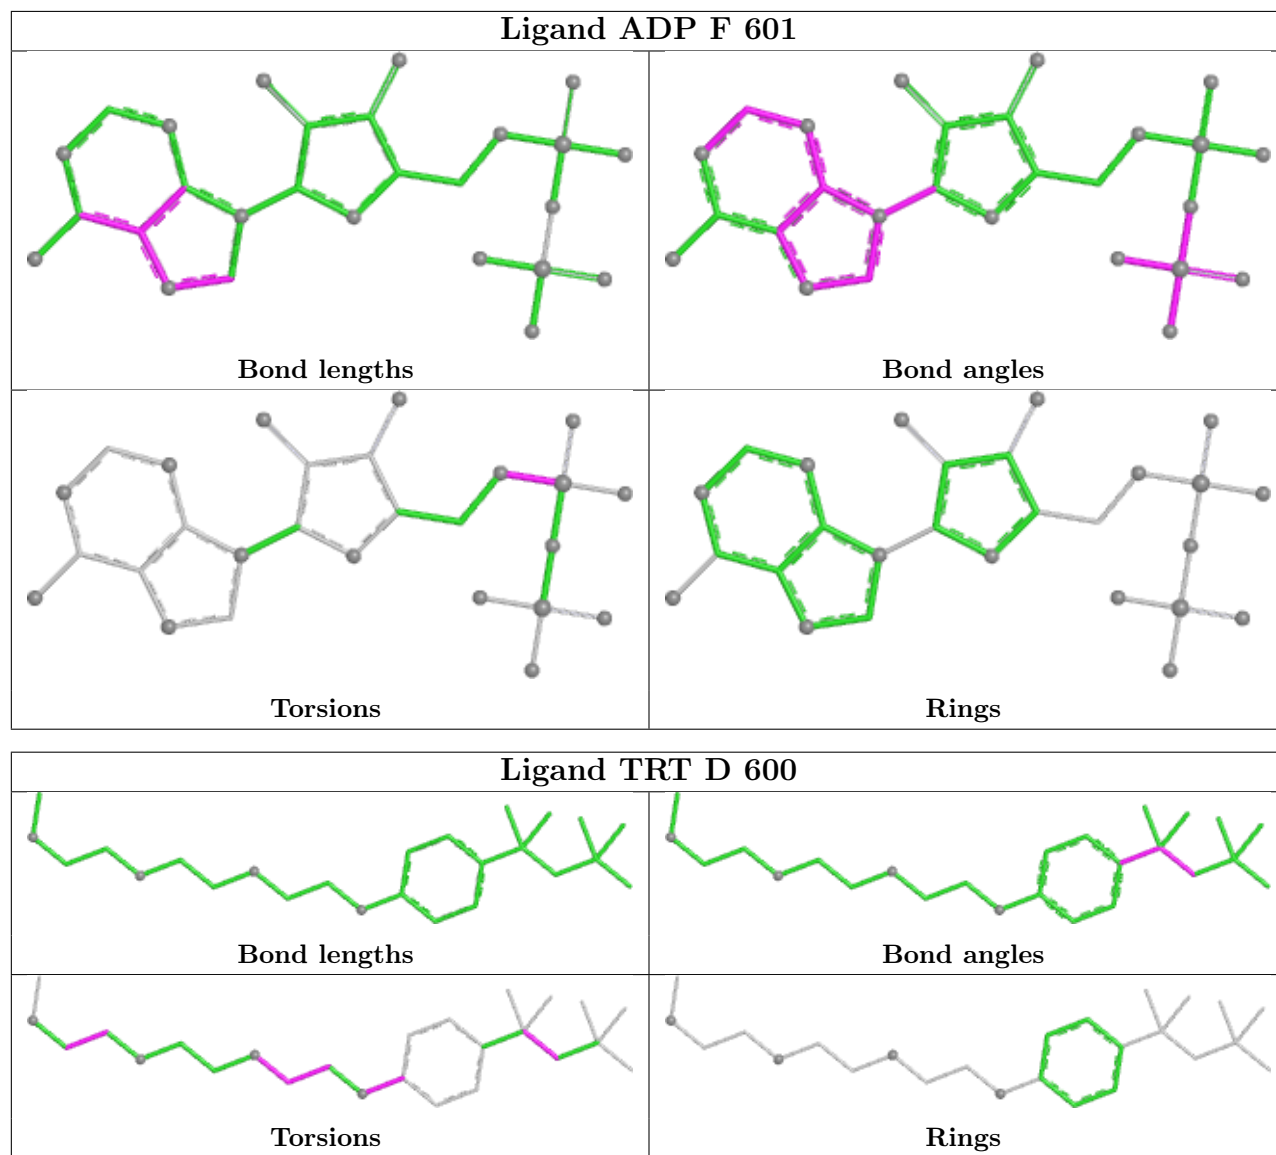 Ligand ADP F 601
Bond lengths
Bond angles
Torsions
Rings
Ligand TRT D 600
Bond lengths
Bond angles
Torsions
Rings